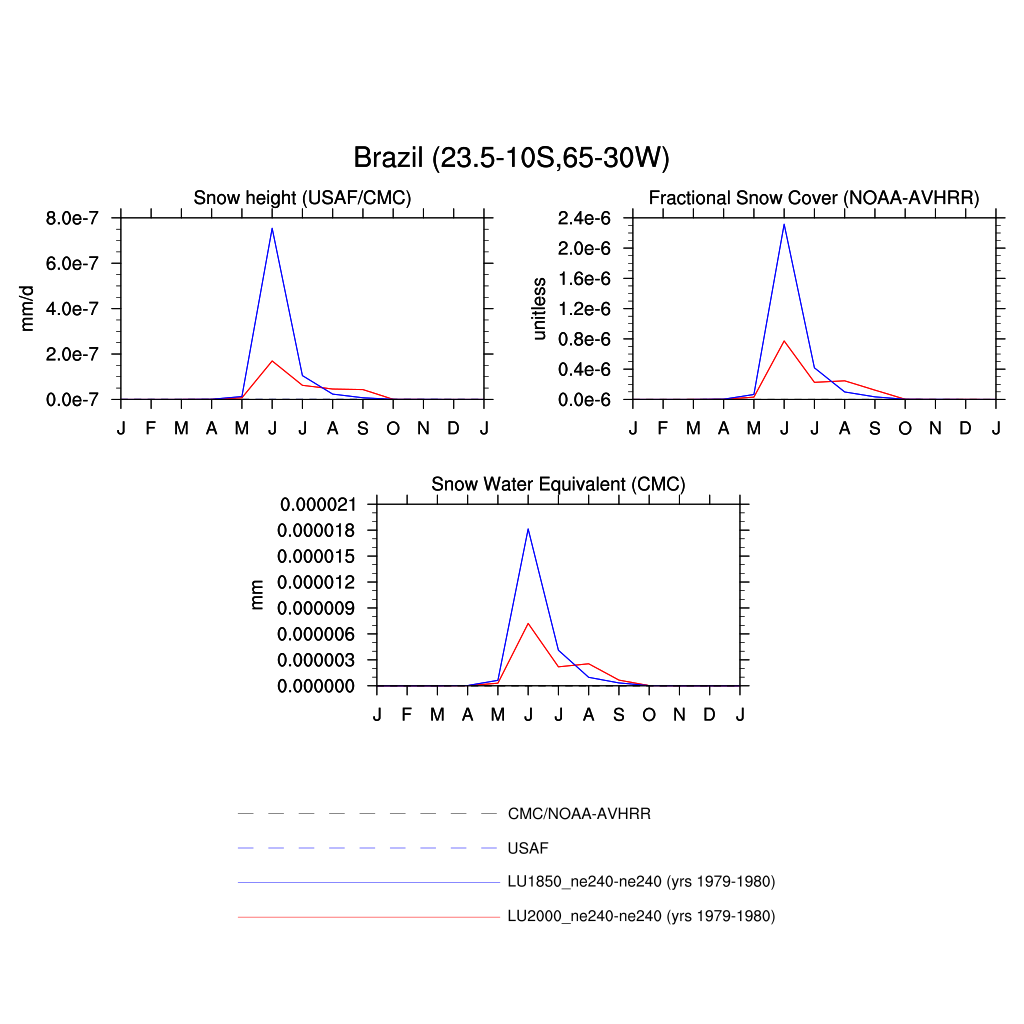 Brazil (23.5-10S,65-30W)
Snow height (USAF/CMC)
mm/d
8.0e-7
6.0e-7
4.0e-7
2.0e-7
0.0e-7
J F M A M J J A S O N D J
Fractional Snow Cover (NOAA-AVHRR)
unitless
2.4e-6
2.0e-6
1.6e-6
1.2e-6
0.8e-6
0.4e-6
0.0e-6
J F M A M J J A S O N D J
Snow Water Equivalent (CMC)
mm
0.000021
0.000018
0.000015
0.000012
0.000009
0.000006
0.000003
0.000000
J F M A M J J A S O N D J
CMC/NOAA-AVHRR
USAF
LU1850_ne240-ne240 (yrs 1979-1980)
LU2000_ne240-ne240 (yrs 1979-1980)